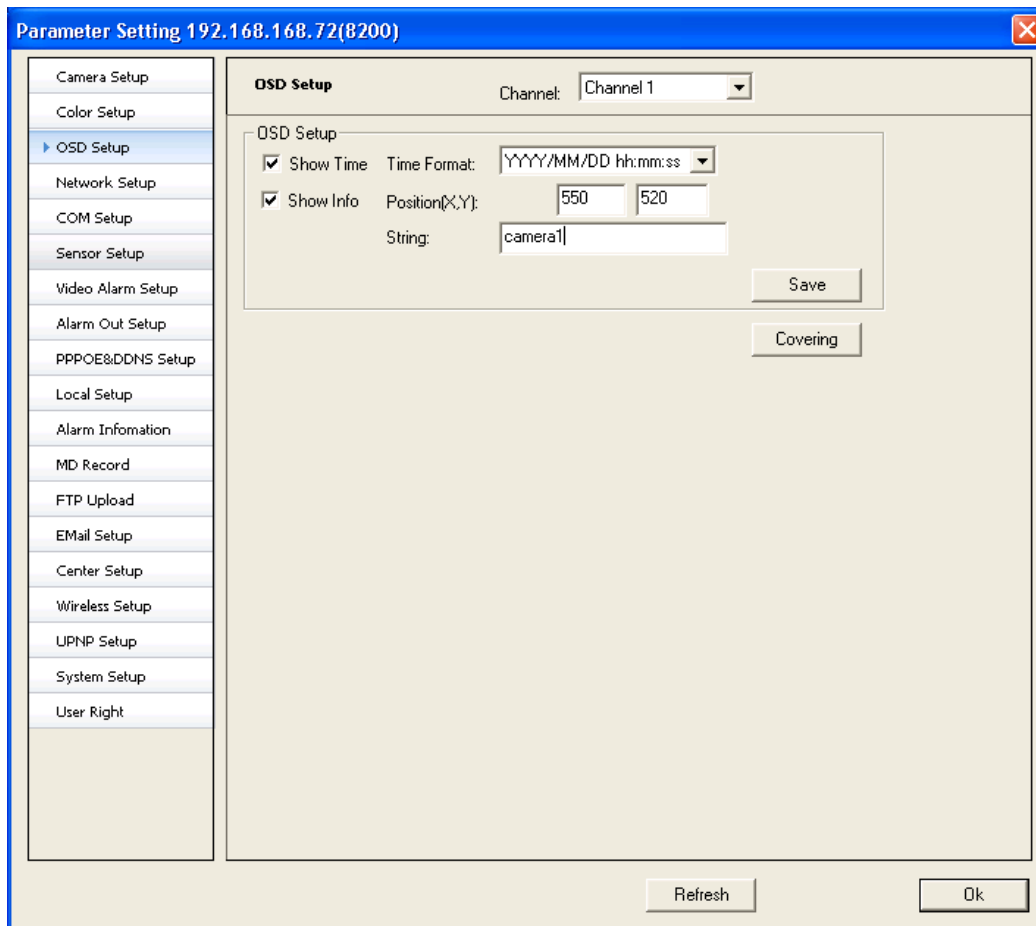 Parameter Setting 192.168.168.72(8200)
Camera Setup
Color Setup
OSD Setup
Network Setup
COM Setup
Sensor Setup
Video Alarm Setup
Alarm Out Setup
PPPOE&DDNS Setup
Local Setup
Alarm Infomation
MD Record
FTP Upload
EMail Setup
Center Setup
Wireless Setup
UPNP Setup
System Setup
User Right
OSD Setup Channel: Channel 1
OSD Setup
Show Time Time Format: YYYY/MM/DD hh:mm:ss
Show Info Position(X,Y): 550 520
String: camera1
Save
Covering
Refresh Ok